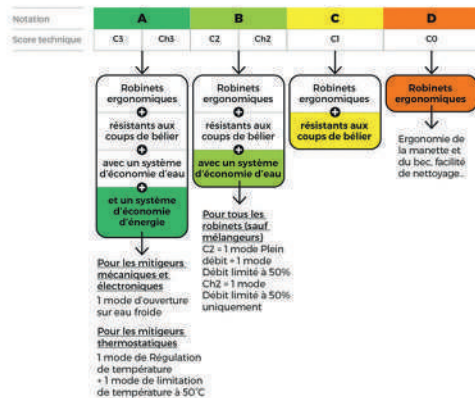 Notation A B C D
Score technique C3 Ch3 C2 Ch2 C1 C0
Robinets
ergonomiques
+
résistants aux
coups de bélier
+
avec un système
d'économie d'eau
+
et un système
d'économie
d'énergie
Pour les mitigeurs
mécaniques et
électroniques
1 mode d'ouverture
sur eau froide
Pour les mitigeurs
thermostatiques
1 mode de Régulation
de température
+ 1 mode de limitation
de température à 50°C
Robinets
ergonomiques
+
résistants aux
coups de bélier
+
avec un système
d'économie d'eau
Pour tous les
robinets (sauf
mélangeurs)
C2 = 1 mode Plein
débit + 1 mode
Débit limité à 50%
Ch2 = 1 mode
Débit limité à 50%
uniquement
Robinets
ergonomiques
+
résistants aux
coups de bélier
Robinets
ergonomiques
Ergonomie de
la manette et
du bec, facilité
de nettoyage...